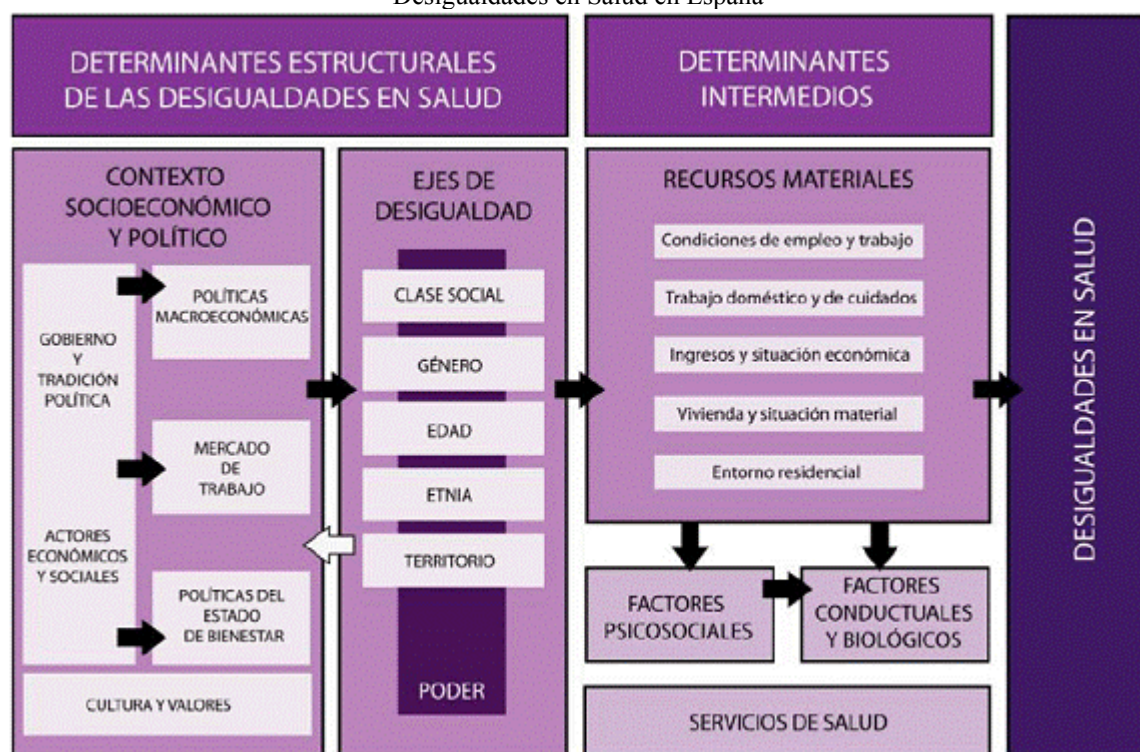 Desigualdades en Salud en España
DETERMINANTES ESTRUCTURALES
DE LAS DESIGUALDADES EN SALUD
DETERMINANTES
INTERMEDIOS
CONTEXTO
SOCIOECONÓMICO
Y POLÍTICO
GOBIERNO
Y
TRADICIÓN
POLÍTICA
ACTORES
ECONÓMICOS
Y SOCIALES
POLÍTICAS
MACROECONÓMICAS
MERCADO
DE
TRABAJO
POLÍTICAS DEL
ESTADO
DE BIENESTAR
CULTURA Y VALORES
EJES DE
DESIGUALDAD
CLASE SOCIAL
GÉNERO
EDAD
ETNIA
TERRITORIO
PODER
RECURSOS MATERIALES
Condiciones de empleo y trabajo
Trabajo doméstico y de cuidados
Ingresos y situación económica
Vivienda y situación material
Entorno residencial
FACTORES
PSICOSOCIALES
FACTORES
CONDUCTUALES
Y BIOLÓGICOS
SERVICIOS DE SALUD
DESIGUALDADES EN SALUD